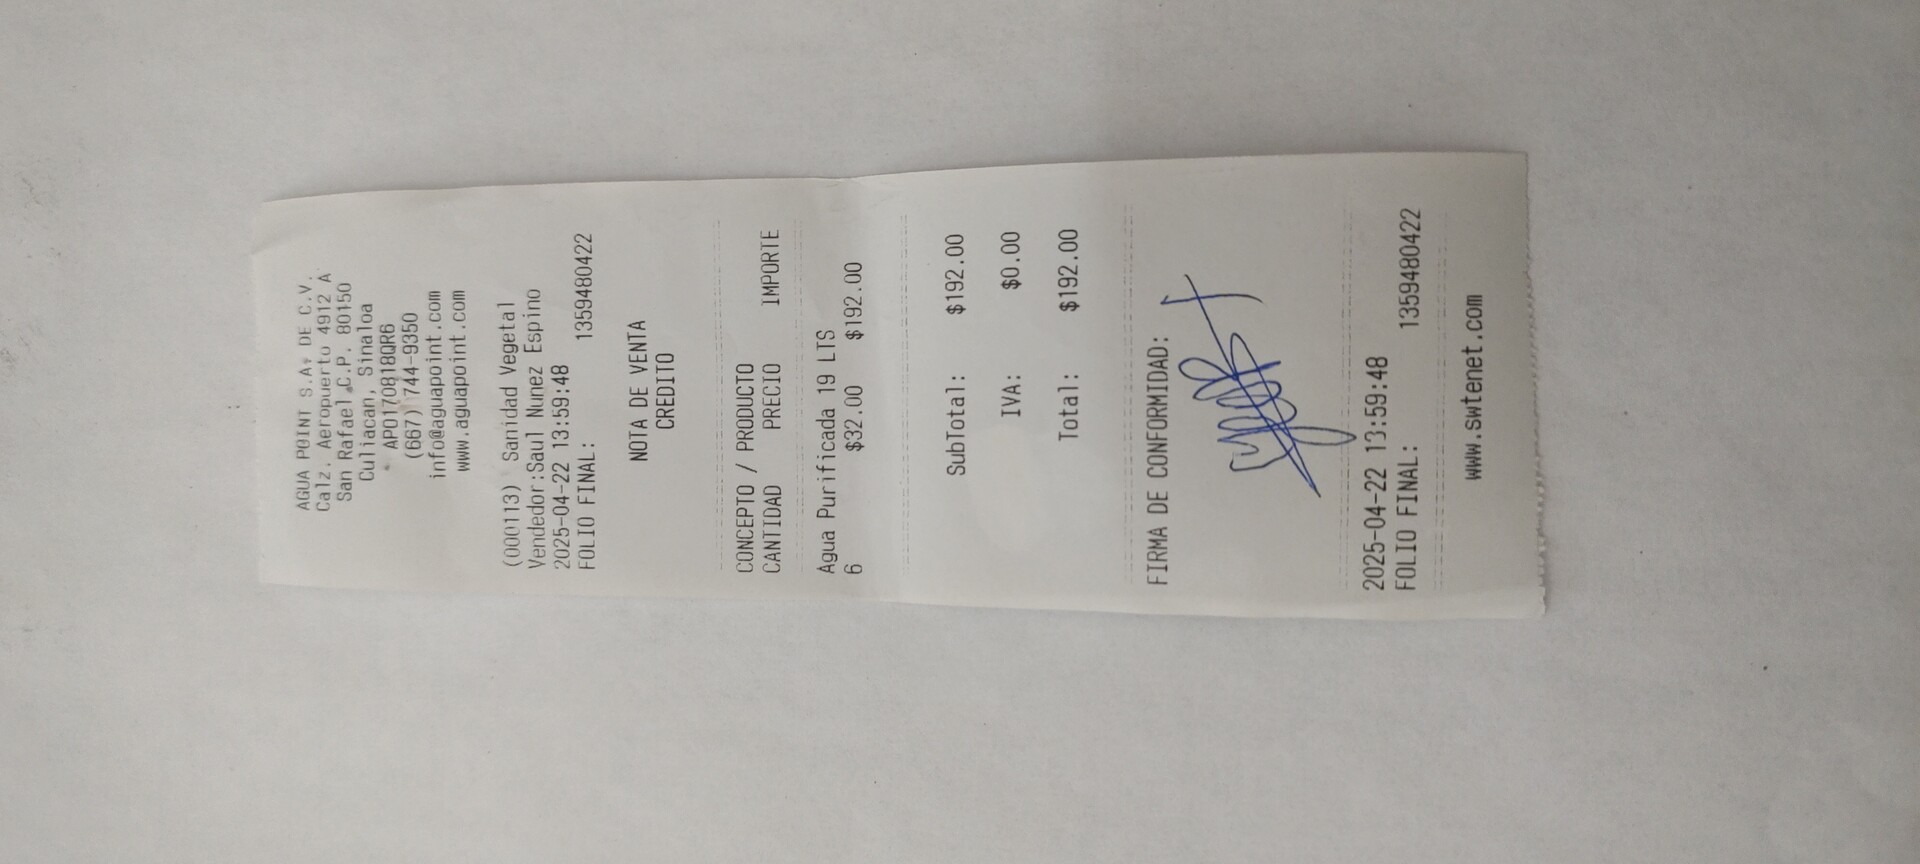 AGUA POINT S.A. DE C.V.
Calz. Aeropuerto 4912 A
San Rafael C.P. 80150
Culiacan, Sinaloa
APO170818QR6
(667) 744-9350
info@aguapoint.com
www.aguapoint.com
(000113) Sanidad Vegetal
Vendedor:Saul Nunez Espino
2025-04-22 13:59:48
FOLIO FINAL: 1359480422
NOTA DE VENTA
CREDITO
CONCEPTO / PRODUCTO
CANTIDAD PRECIO IMPORTE
Agua Purificada 19 LTS
6 $32.00 $192.00
SubTotal: $192.00
IVA: $0.00
Total: $192.00
FIRMA DE CONFORMIDAD:
2025-04-22 13:59:48
FOLIO FINAL: 1359480422
www.swtenet.com